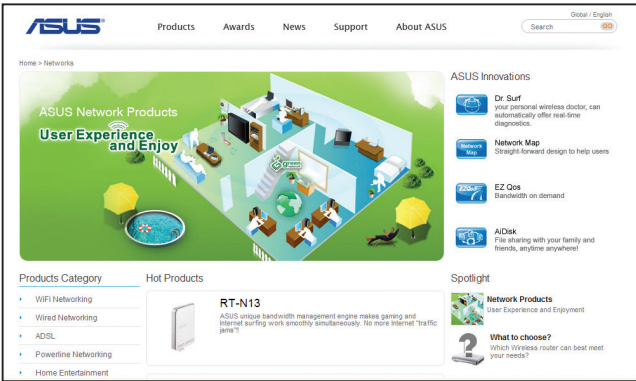 ASUS
Products
Awards
News
Support
About ASUS
Global / English
Search
GO
Home > Networks
ASUS Network Products
User Experience
and Enjoy
green
ASUS Innovations
Dr. Surf
your personal wireless doctor, can
automatically offer real-time
diagnostics.
Network
Map
Network Map
Straight-forward design to help users
EZQoS
EZ Qos
Bandwidth on demand
AiDisk
File sharing with your family and
friends, anytime anywhere!
Products Category
WiFi Networking
Wired Networking
ADSL
Powerline Networking
Home Entertainment
Hot Products
RT-N13
ASUS unique bandwidth management engine makes gaming and
Internet surfing work smoothly simultaneously. No more Internet "traffic
jams"!!
Spotlight
Network Products
User Experience and Enjoyment
What to choose?
Which Wireless router can best meet
your needs?